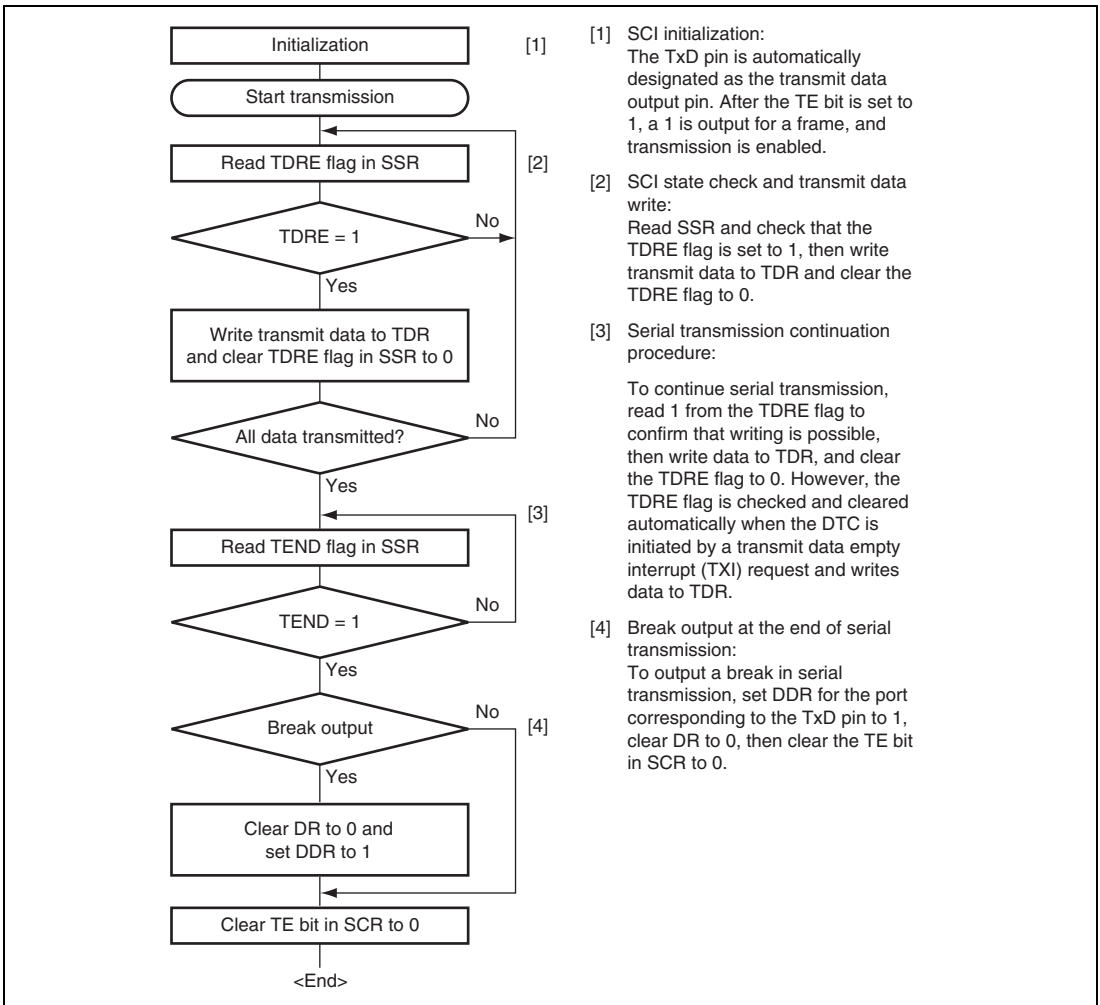 Initialization
[1]
Start transmission
Read TDRE flag in SSR
[2]
TDRE = 1
No
Yes
Write transmit data to TDR
and clear TDRE flag in SSR to 0
All data transmitted?
No
Yes
[3]
Read TEND flag in SSR
TEND = 1
No
Yes
Break output
No
[4]
Yes
Clear DR to 0 and
set DDR to 1
Clear TE bit in SCR to 0
<End>
[1] SCI initialization:
The TxD pin is automatically
designated as the transmit data
output pin. After the TE bit is set to
1, a 1 is output for a frame, and
transmission is enabled.
[2] SCI state check and transmit data
write:
Read SSR and check that the
TDRE flag is set to 1, then write
transmit data to TDR and clear the
TDRE flag to 0.
[3] Serial transmission continuation
procedure:
To continue serial transmission,
read 1 from the TDRE flag to
confirm that writing is possible,
then write data to TDR, and clear
the TDRE flag to 0. However, the
TDRE flag is checked and cleared
automatically when the DTC is
initiated by a transmit data empty
interrupt (TXI) request and writes
data to TDR.
[4] Break output at the end of serial
transmission:
To output a break in serial
transmission, set DDR for the port
corresponding to the TxD pin to 1,
clear DR to 0, then clear the TE bit
in SCR to 0.